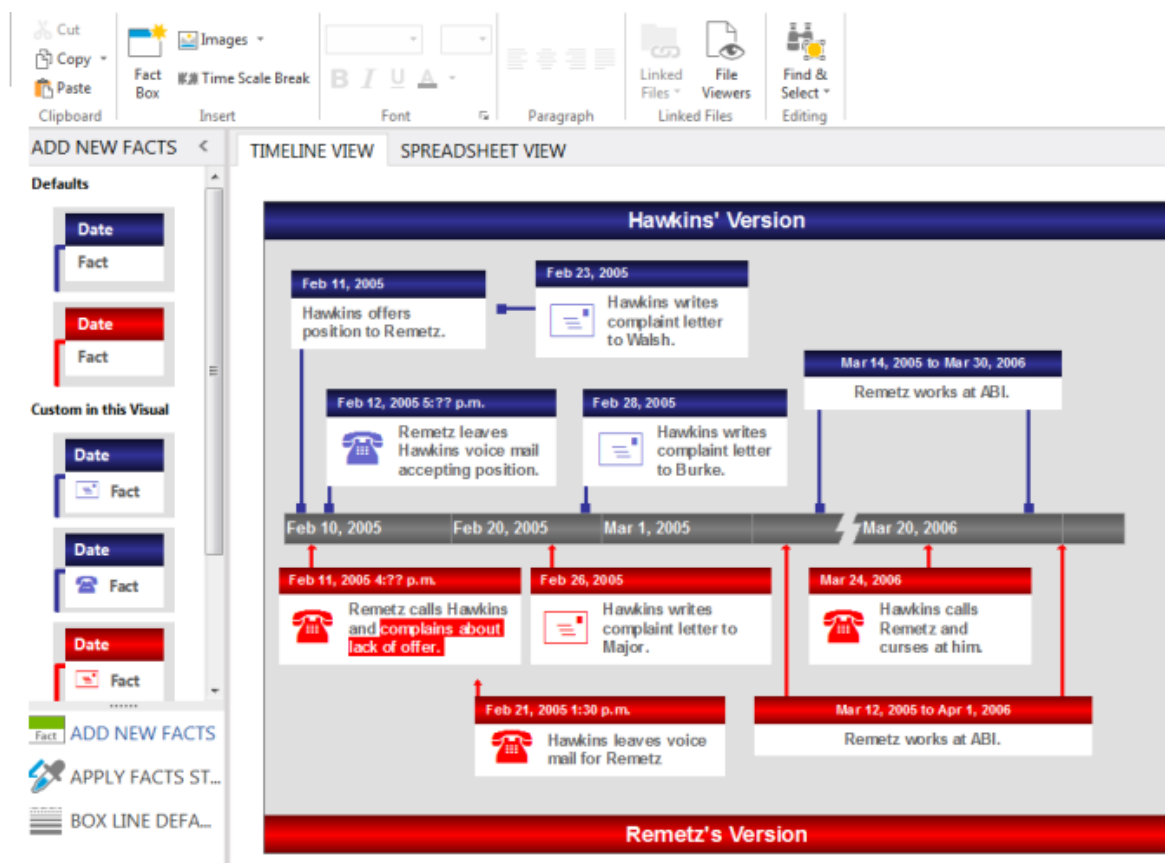 Cut
Copy
Paste
Clipboard
Fact
Box
Images
Time Scale Break
Insert
B I U A
Font
Paragraph
Linked
Files
File
Viewers
Linked Files
Find &
Select
Editing
ADD NEW FACTS <
Defaults
Date
Fact
Date
Fact
Custom in this Visual
Date
Fact
Date
Fact
Date
Fact
Fact
ADD NEW FACTS
APPLY FACTS ST...
BOX LINE DEFA...
TIMELINE VIEW
SPREADSHEET VIEW
Hawkins' Version
Feb 11, 2005
Hawkins offers
position to Remetz.
Feb 23, 2005
Hawkins writes
complaint letter
to Walsh.
Mar 14, 2005 to Mar 30, 2006
Remetz works at ABI.
Feb 12, 2005 5:?? p.m.
Remetz leaves
Hawkins voice mail
accepting position.
Feb 28, 2005
Hawkins writes
complaint letter
to Burke.
Feb 10, 2005
Feb 20, 2005
Mar 1, 2005
Mar 20, 2006
Feb 11, 2005 4:?? p.m.
Remetz calls Hawkins
and complains about
lack of offer.
Feb 26, 2005
Hawkins writes
complaint letter to
Major.
Mar 24, 2006
Hawkins calls
Remetz and
curses at him.
Feb 21, 2005 1:30 p.m.
Hawkins leaves voice
mail for Remetz
Mar 12, 2005 to Apr 1, 2006
Remetz works at ABI.
Remetz's Version